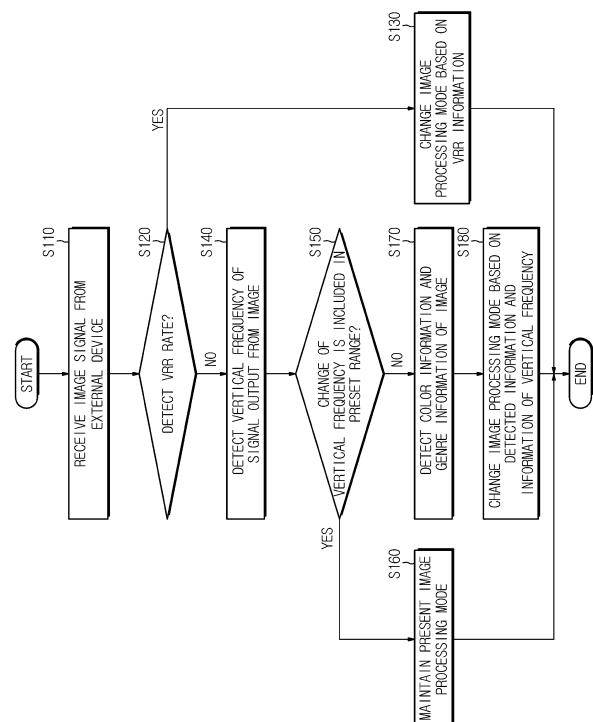 START
S110
RECEIVE IMAGE SIGNAL FROM
EXTERNAL DEVICE
S120
DETECT VRR RATE?
YES
NO
S130
CHANGE IMAGE
PROCESSING MODE BASED ON
VRR INFORMATION
S140
DETECT VERTICAL FREQUENCY OF
SIGNAL OUTPUT FROM IMAGE
S150
CHANGE OF
VERTICAL FREQUENCY IS INCLUDED IN
PRESET RANGE?
YES
NO
S160
MAINTAIN PRESENT IMAGE
PROCESSING MODE
S170
DETECT COLOR INFORMATION AND
GENRE INFORMATION OF IMAGE
S180
CHANGE IMAGE PROCESSING MODE BASED ON
DETECTED INFORMATION AND
INFORMATION OF VERTICAL FREQUENCY
END